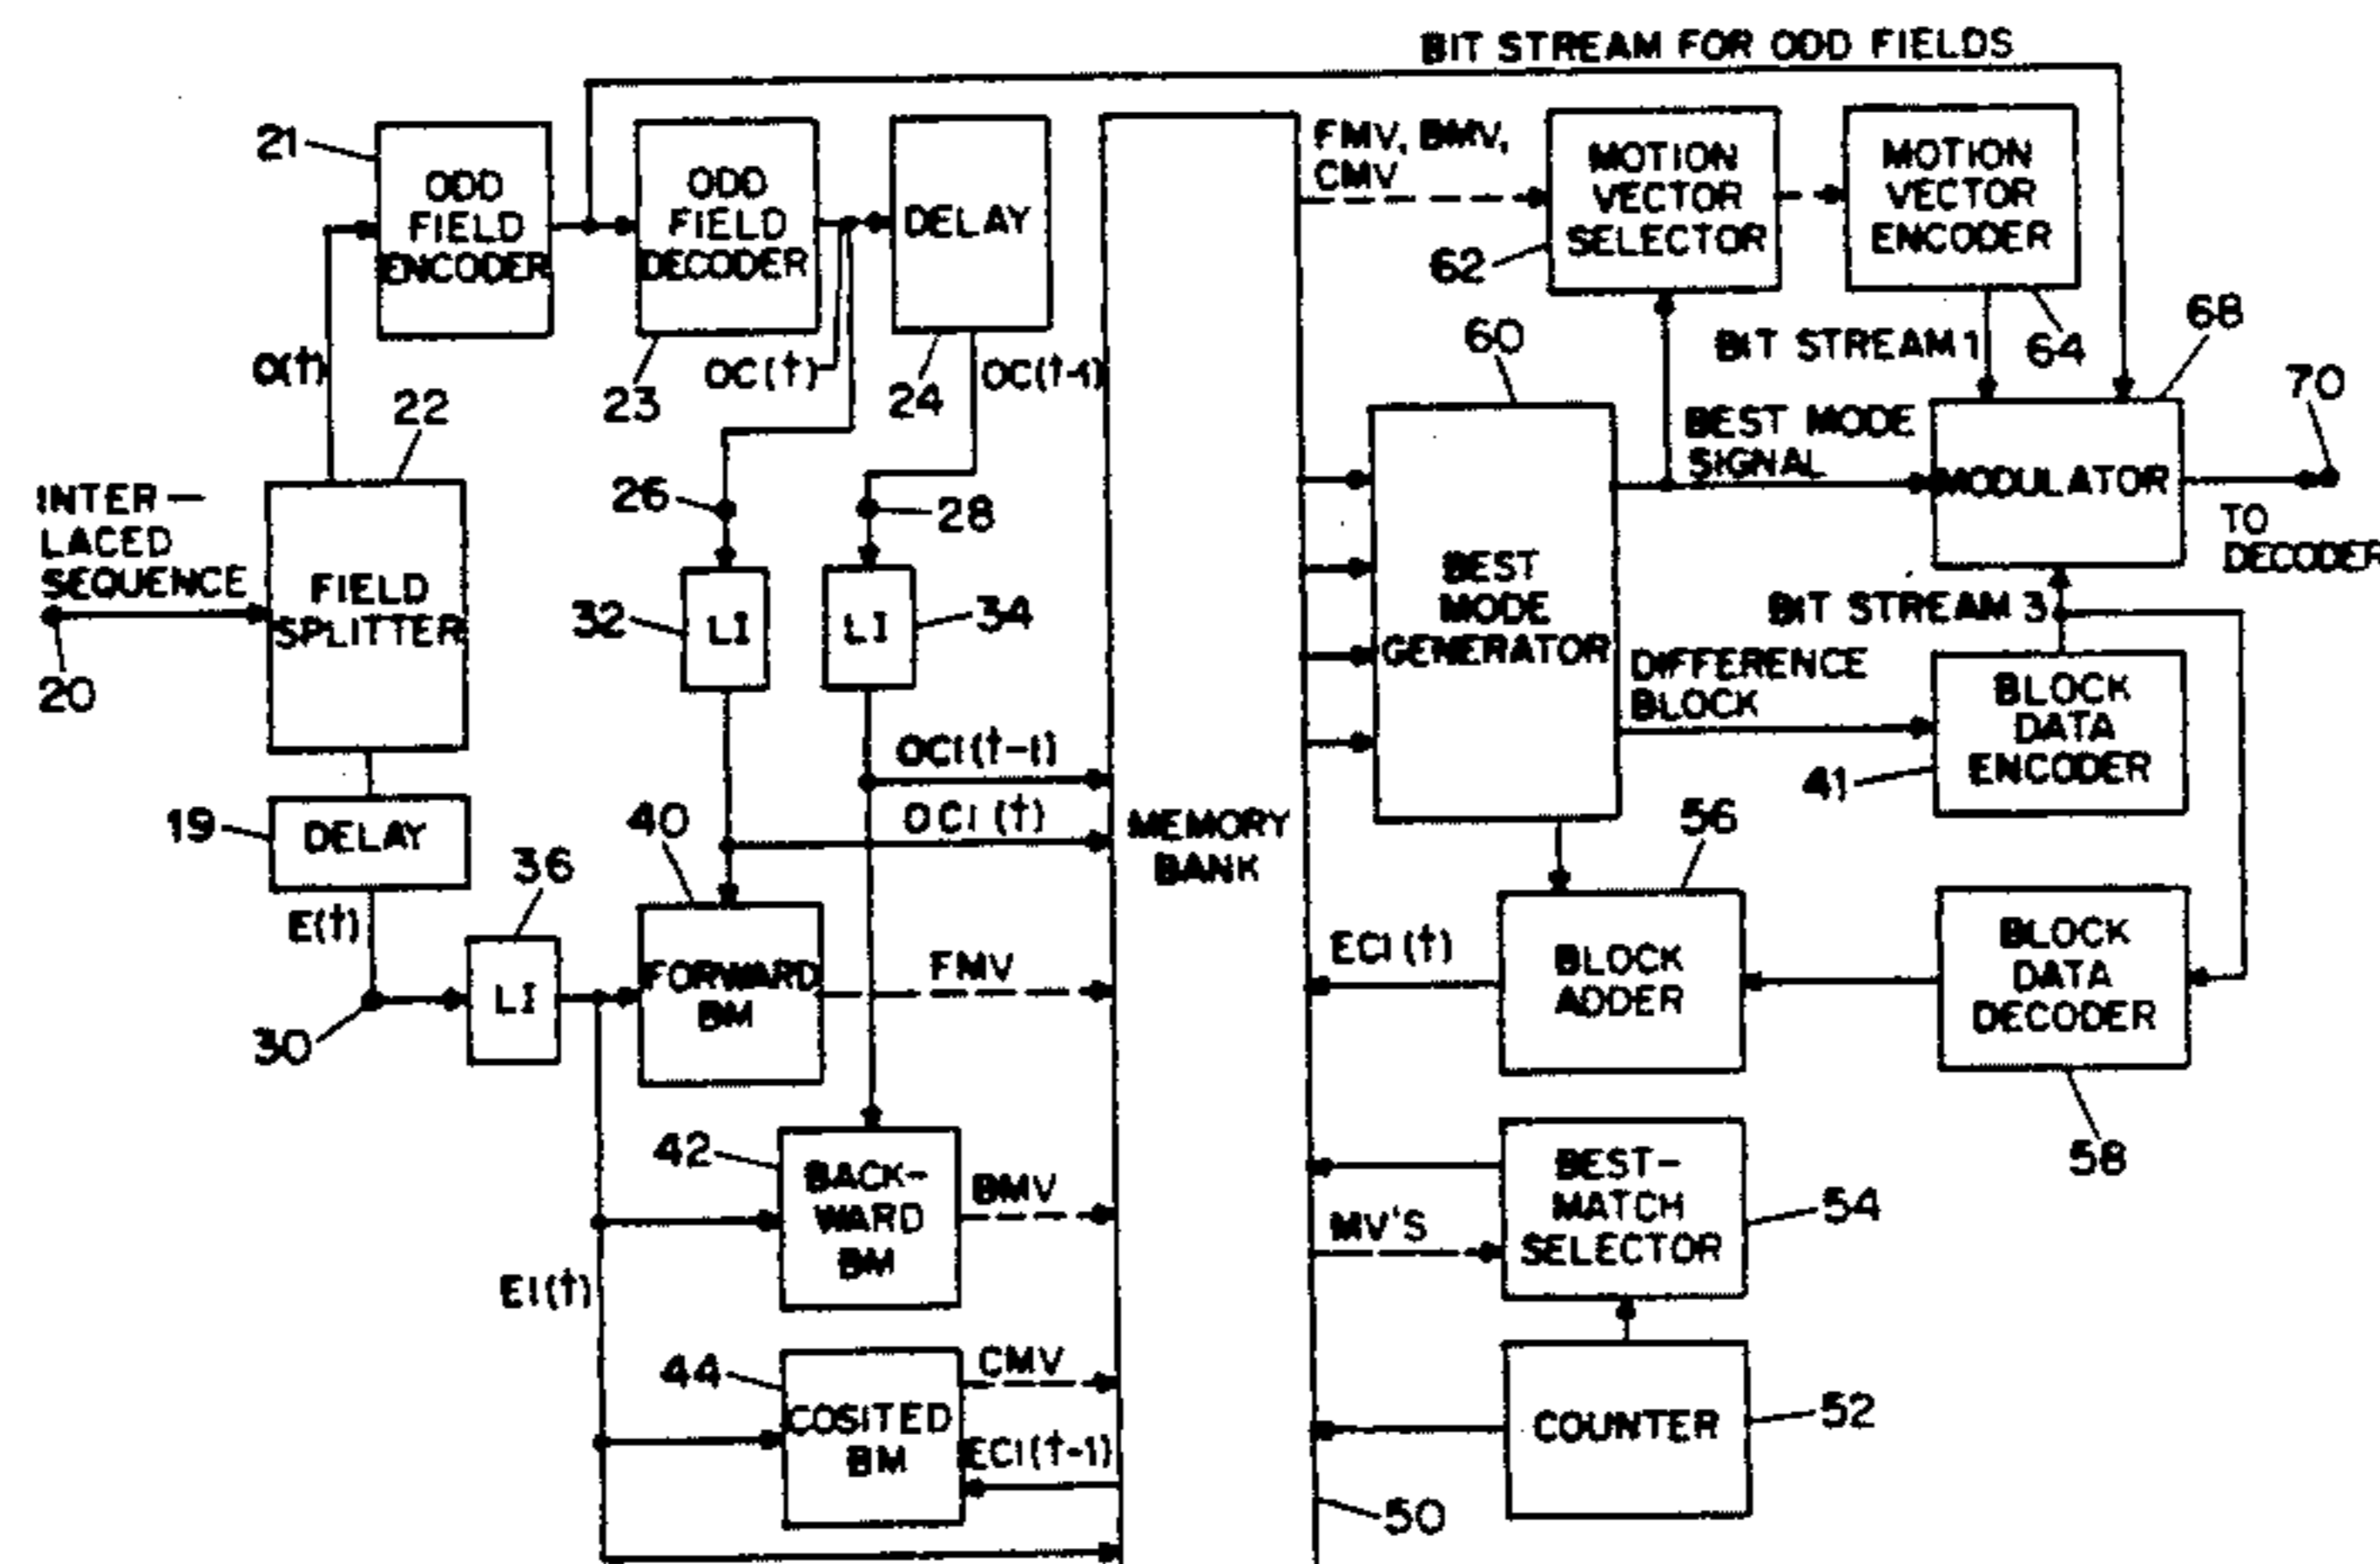 BIT STREAM FOR ODD FIELDS
21
ODD
FIELD
ENCODER
ODD
FIELD
DECODER
DELAY
FMV, BMV,
CMV
MOTION
VECTOR
SELECTOR
MOTION
VECTOR
ENCODER
62
64
68
O(t)
22
23
OC(t)
24
OC(t-1)
60
BIT STREAM 1
70
INTER-
LACED
SEQUENCE
20
FIELD
SPLITTER
26
28
32
LI
LI
34
BEST MODE
SIGNAL
MODULATOR
TO
DECODER
BEST
MODE
GENERATOR
BIT STREAM 3
DIFFERENCE
BLOCK
BLOCK
DATA
ENCODER
41
OCI(t-1)
OCI(t)
19
DELAY
40
36
MEMORY
BANK
56
E(t)
30
LI
FORWARD
BM
FMV
ECI(t)
BLOCK
ADDER
BLOCK
DATA
DECODER
58
42
BACK-
WARD
BM
BMV
MV'S
BEST-
MATCH
SELECTOR
54
EI(t)
44
COSITED
BM
CMV
ECI(t-1)
COUNTER
52
50